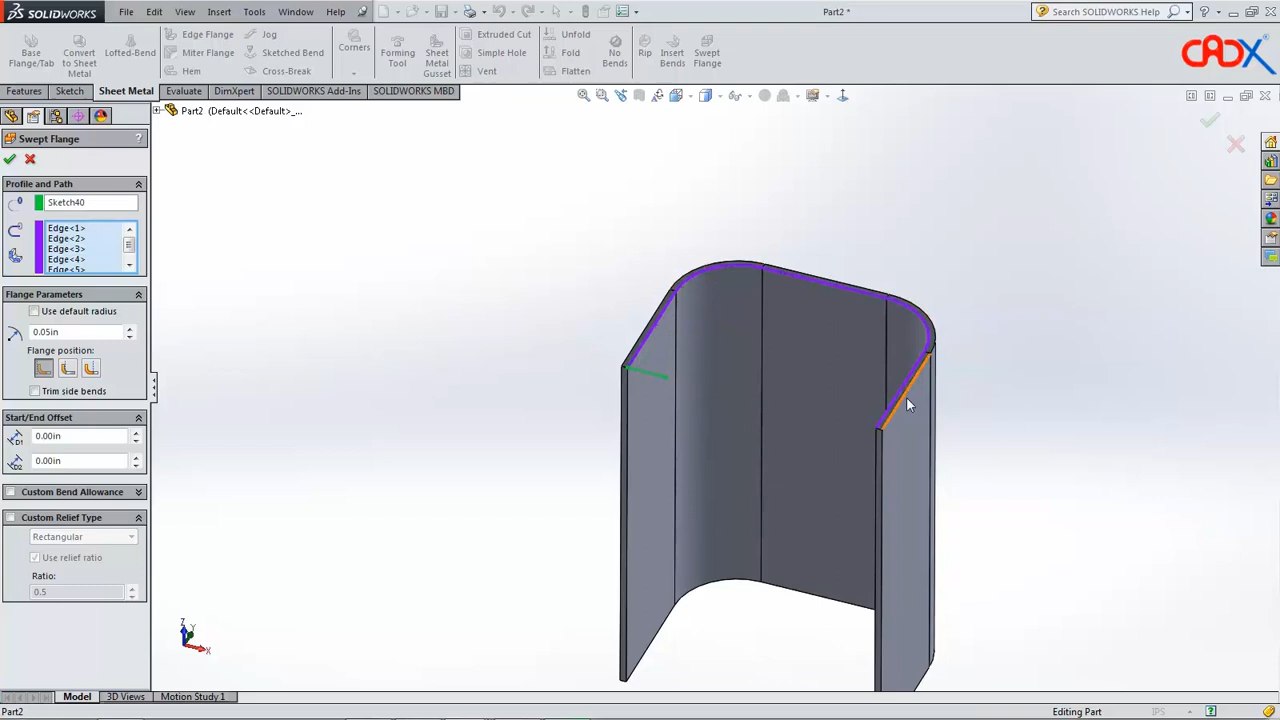 SOLIDWORKS File Edit View Insert Tools Window Help Part2 * Search SOLIDWORKS Help
Base Flange/Tab
Convert to Sheet Metal
Lofted-Bend
Edge Flange
Miter Flange
Hem
Jog
Sketched Bend
Cross-Break
Corners
Forming Tool
Sheet Metal Gusset
Extruded Cut
Simple Hole
Vent
Unfold
Fold
Flatten
No Bends
Rip
Insert Bends
Swept Flange
CADX
Features Sketch Sheet Metal Evaluate DimXpert SOLIDWORKS Add-Ins SOLIDWORKS MBD
Part2 (Default<<Default>_...
Swept Flange ?
Profile and Path
Sketch40
Edge<1>
Edge<2>
Edge<3>
Edge<4>
Edge<5>
Flange Parameters
Use default radius
0.05in
Flange position:
Trim side bends
Start/End Offset
D1 0.00in
D2 0.00in
Custom Bend Allowance
Custom Relief Type
Rectangular
Use relief ratio
Ratio:
0.5
Z
Y
X
Model 3D Views Motion Study 1
Part2 Editing Part IPS